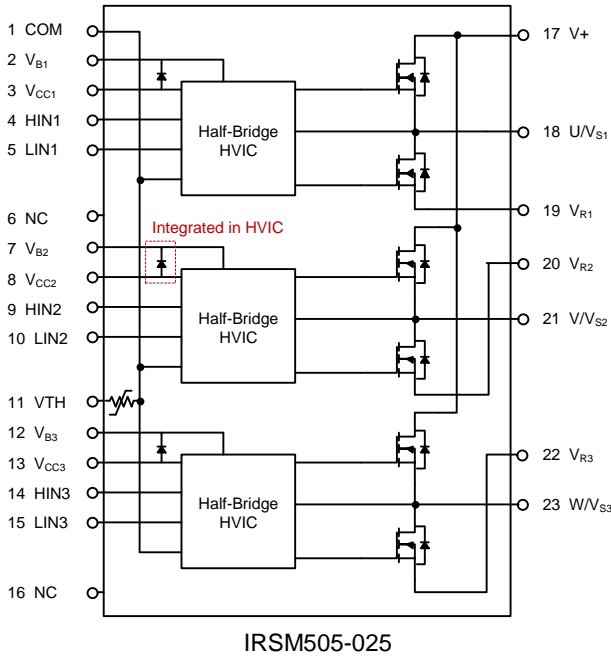 1 COM
2 VB1
3 VCC1
4 HIN1
5 LIN1
6 NC
7 VB2
8 VCC2
9 HIN2
10 LIN2
11 VTH
12 VB3
13 VCC3
14 HIN3
15 LIN3
16 NC
Half-Bridge
HVIC
Integrated in HVIC
Half-Bridge
HVIC
Half-Bridge
HVIC
17 V+
18 U/VS1
19 VR1
20 VR2
21 V/VS2
22 VR3
23 W/VS3
IRSM505-025